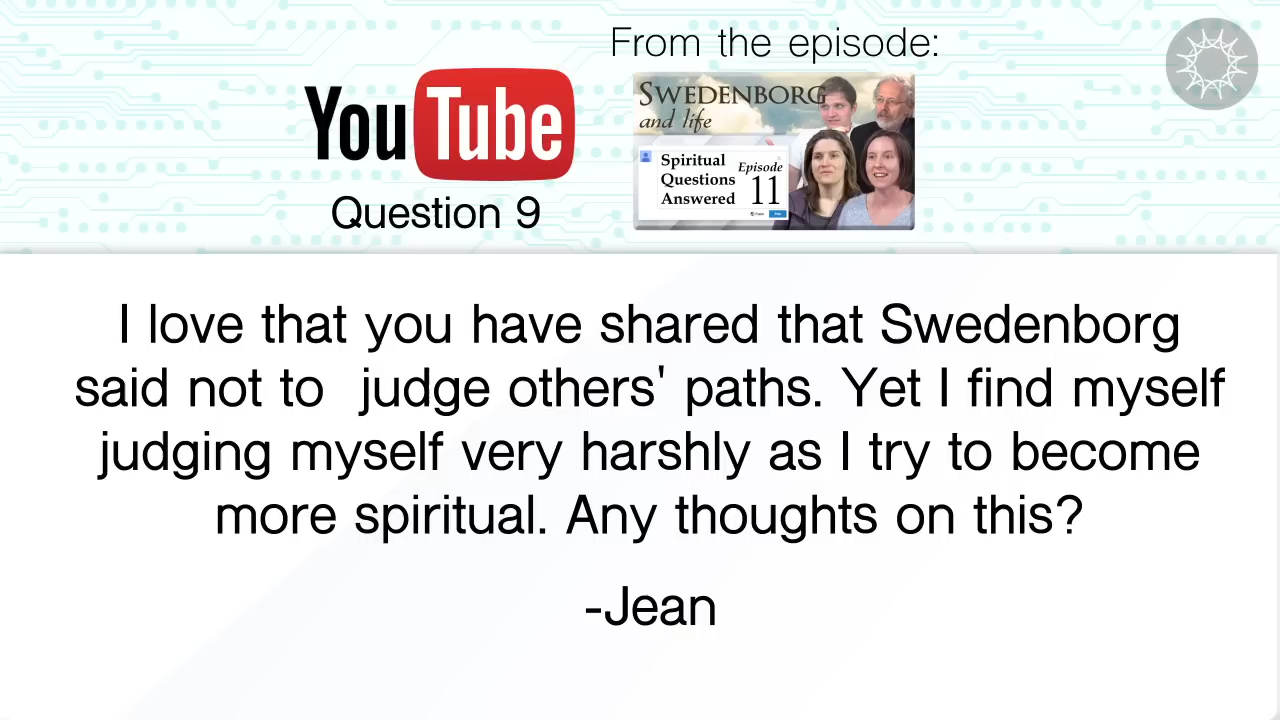 From the episode:
YouTube
Question 9
SWEDENBORG
and life
Spiritual
Questions
Answered
Episode
11
I love that you have shared that Swedenborg
said not to  judge others' paths. Yet I find myself
judging myself very harshly as I try to become
more spiritual. Any thoughts on this?
-Jean